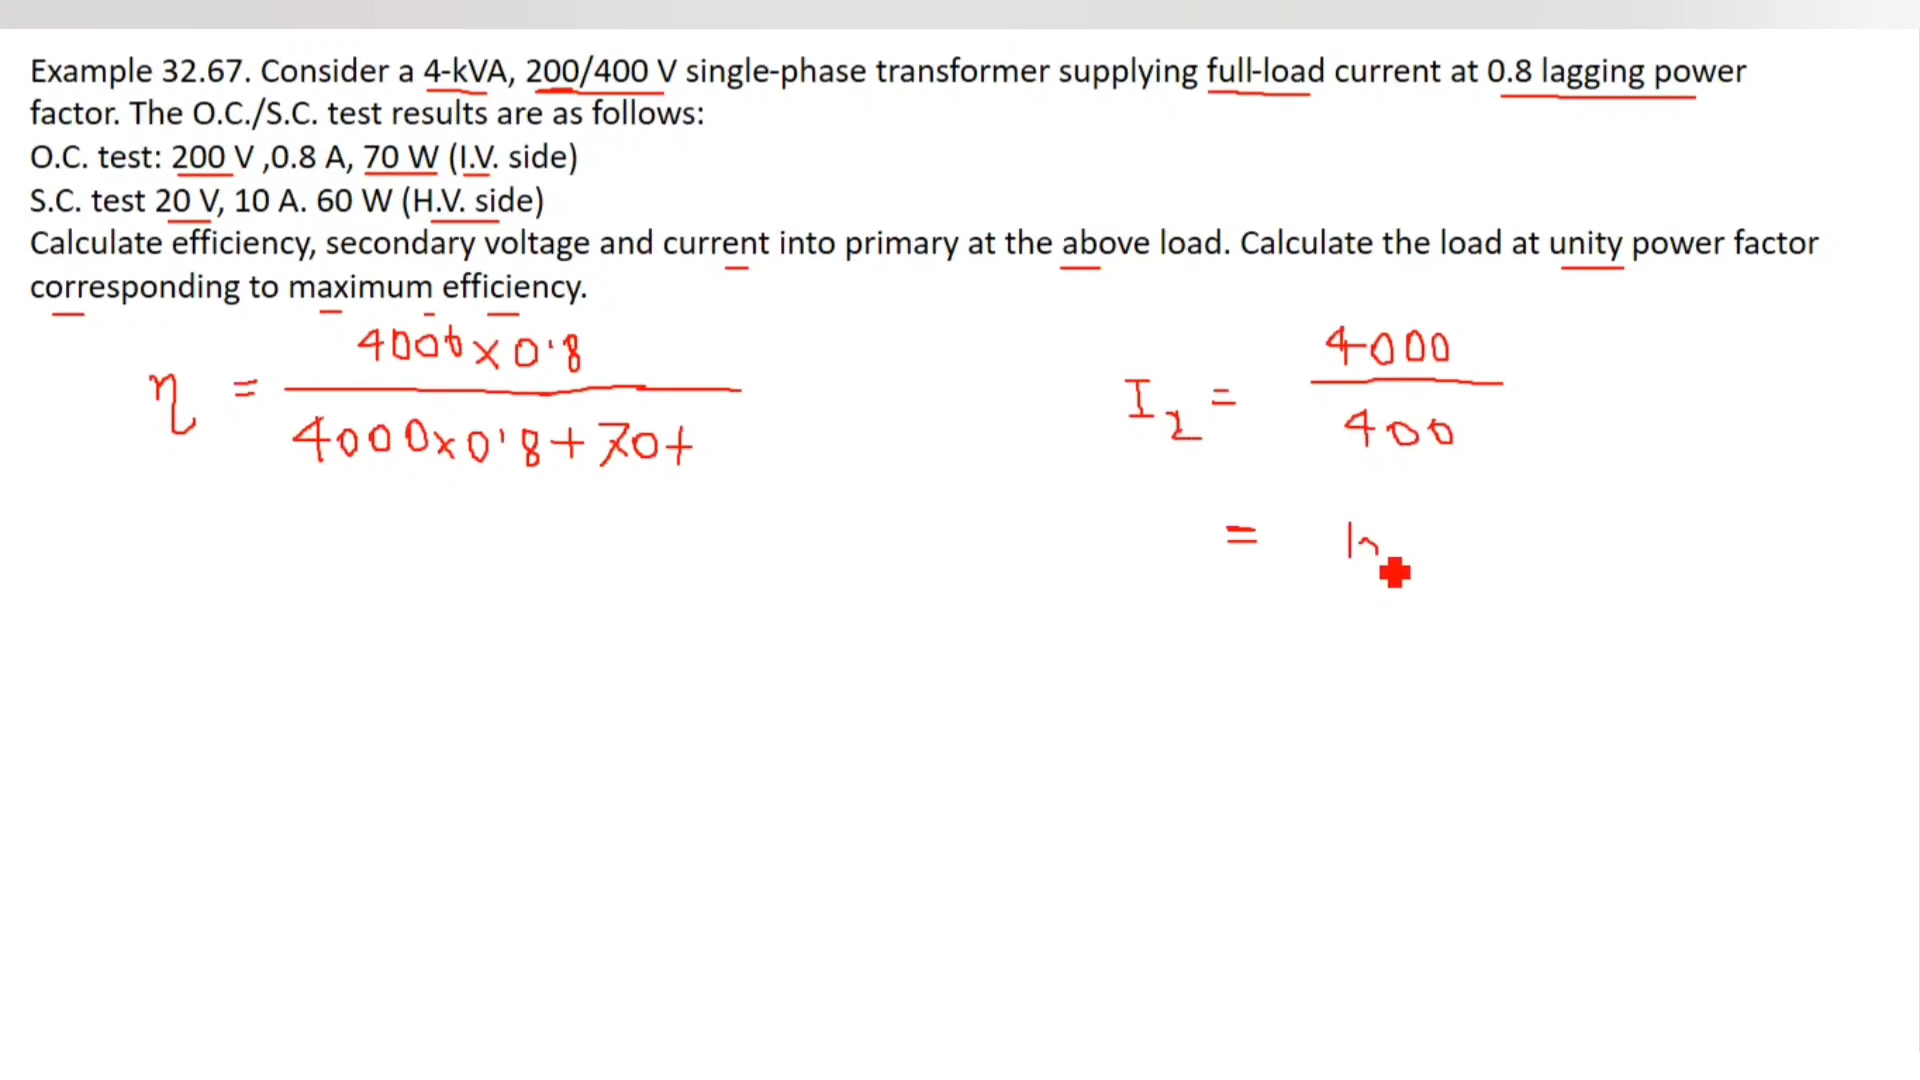 Example 32.67. Consider a 4-kVA, 200/400 V single-phase transformer supplying full-load current at 0.8 lagging power
factor. The O.C./S.C. test results are as follows:
O.C. test: 200 V ,0.8 A, 70 W (I.V. side)
S.C. test 20 V, 10 A. 60 W (H.V. side)
Calculate efficiency, secondary voltage and current into primary at the above load. Calculate the load at unity power factor
corresponding to maximum efficiency.
η = 4000×0.8
4000×0.8+70+
I2 = 4000
400
= 1